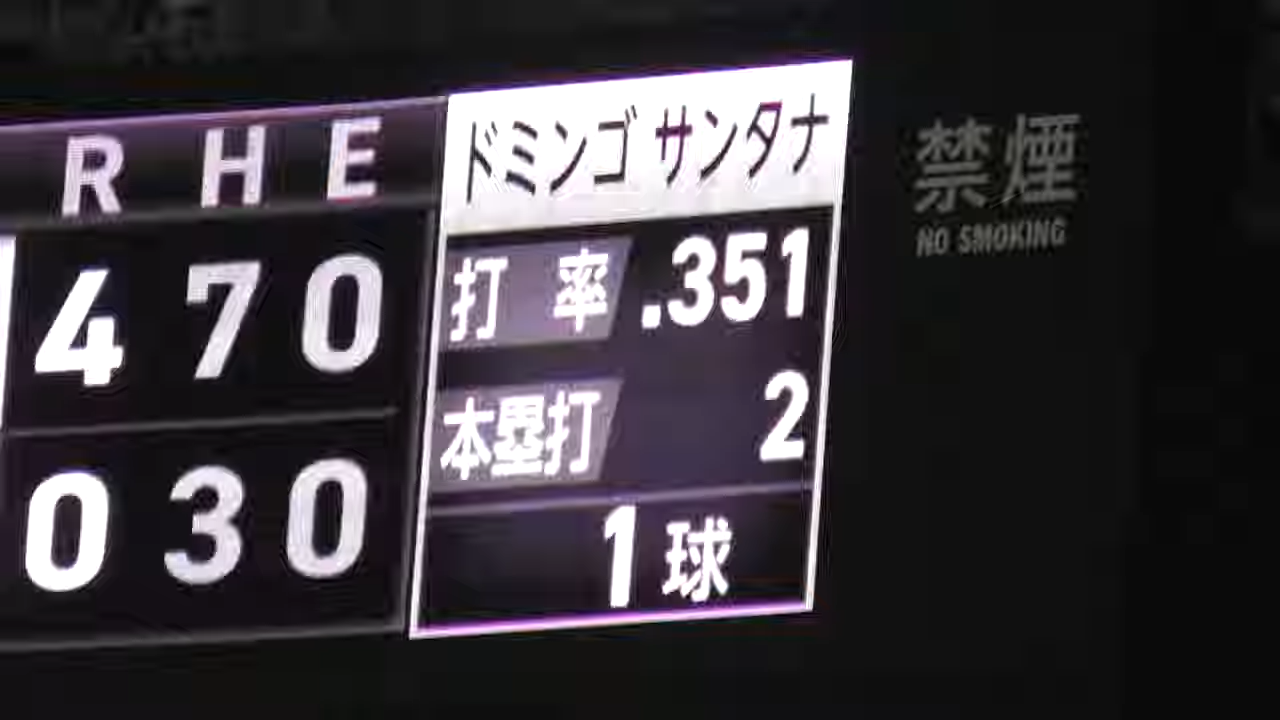 R H E
4 7 0
0 3 0
ドミンゴ サンタナ
打 率 .351
本塁打 2
1 球
禁煙
NO SMOKING